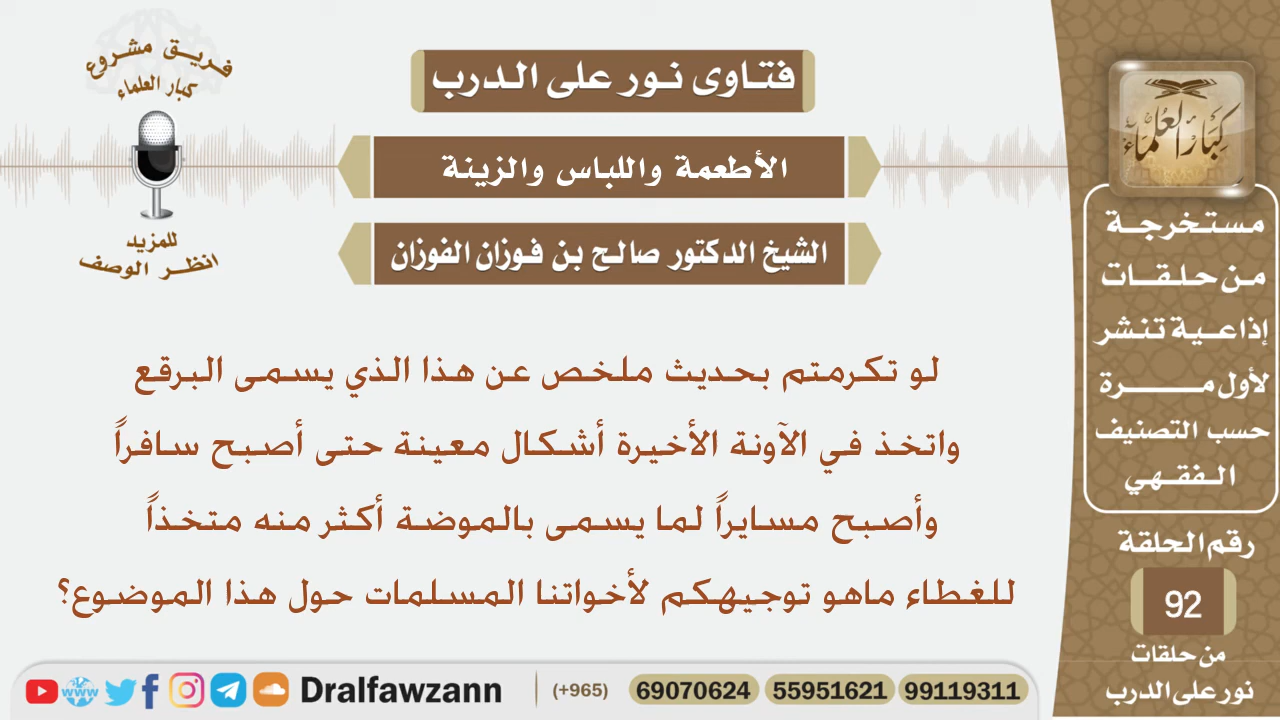 فريق مشروع
كبار العلماء
للمزيد
انظر الوصف
فتاوى نور على الدرب
الأطعمة واللباس والزينة
الشيخ الدكتور صالح بن فوزان الفوزان
لو تكرمتم بحديث ملخص عن هذا الذي يسمى البرقع
واتخذ في الآونة الأخيرة أشكال معينة حتى أصبح سافراً
وأصبح مسايراً لما يسمى بالموضة أكثر منه متخذاً
للغطاء ماهو توجيهكم لأخواتنا المسلمات حول هذا الموضوع؟
كبار العلماء
مستخرجة
من حلقات
إذاعية تنشر
لأول مرة
حسب التصنيف
الفقهي
رقم الحلقة
92
من حلقات
نور على الدرب
www Dralfawzann (+965) 69070624 55951621 99119311